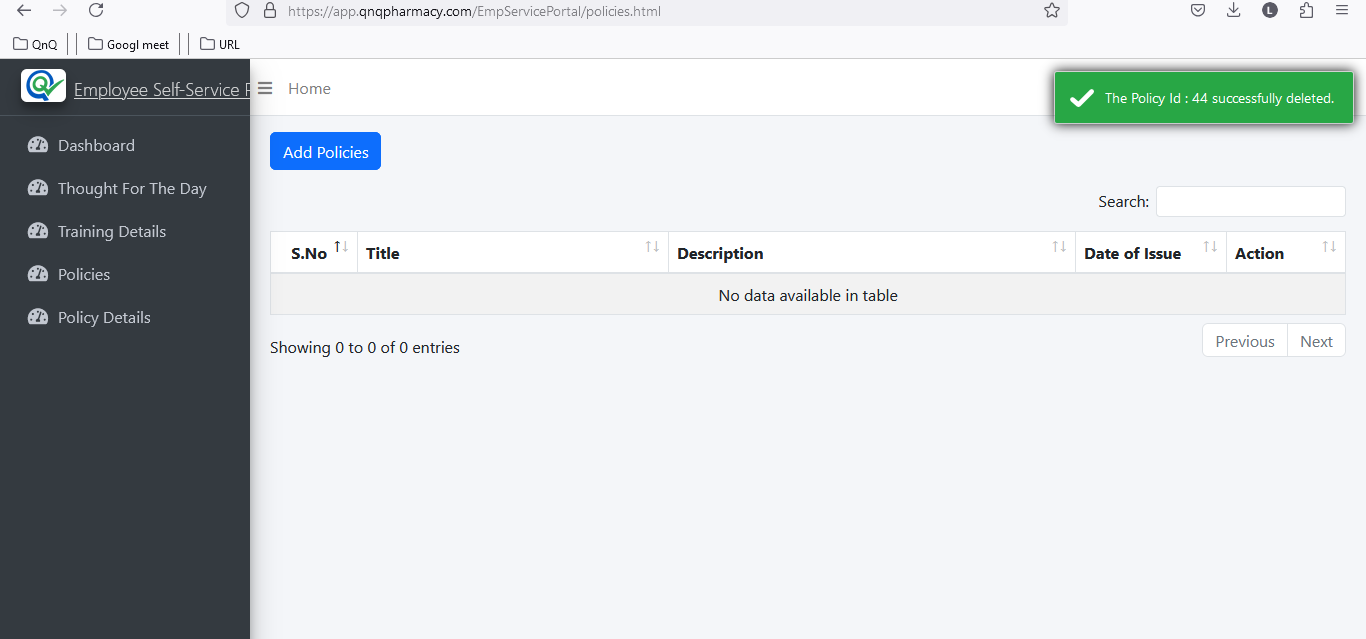 https://app.qnqpharmacy.com/EmpServicePortal/policies.html
L
QnQ
Googl meet
URL
Employee Self-Service P
Home
The Policy Id : 44 successfully deleted.
Dashboard
Thought For The Day
Training Details
Policies
Policy Details
Add Policies
Search:
S.No Title Description Date of Issue Action
No data available in table
Showing 0 to 0 of 0 entries
Previous Next